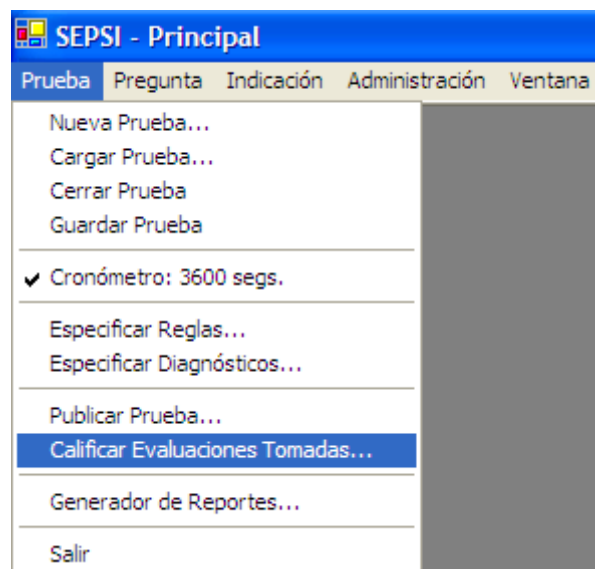 SEPSI - Principal
Prueba Pregunta Indicación Administración Ventana
Nueva Prueba...
Cargar Prueba...
Cerrar Prueba
Guardar Prueba
Cronómetro: 3600 segs.
Especificar Reglas...
Especificar Diagnósticos...
Publicar Prueba...
Calificar Evaluaciones Tomadas...
Generador de Reportes...
Salir